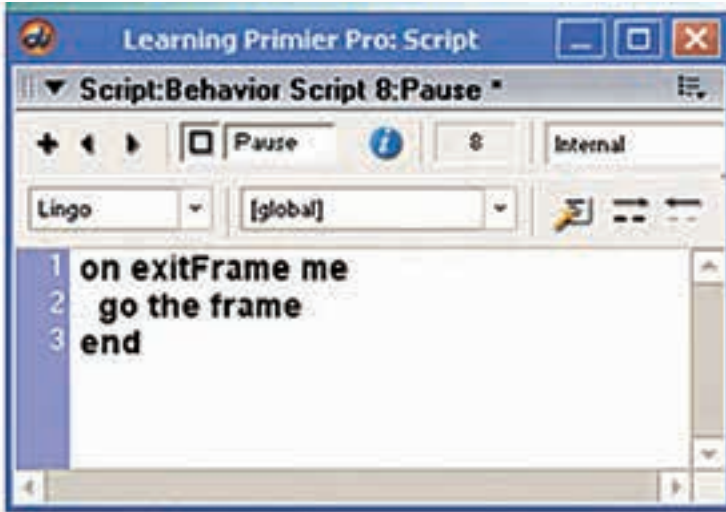 Learning Primier Pro: Script
Script:Behavior Script 8:Pause *
Pause 8 Internal
Lingo [global]
1 on exitFrame me
2 go the frame
3 end